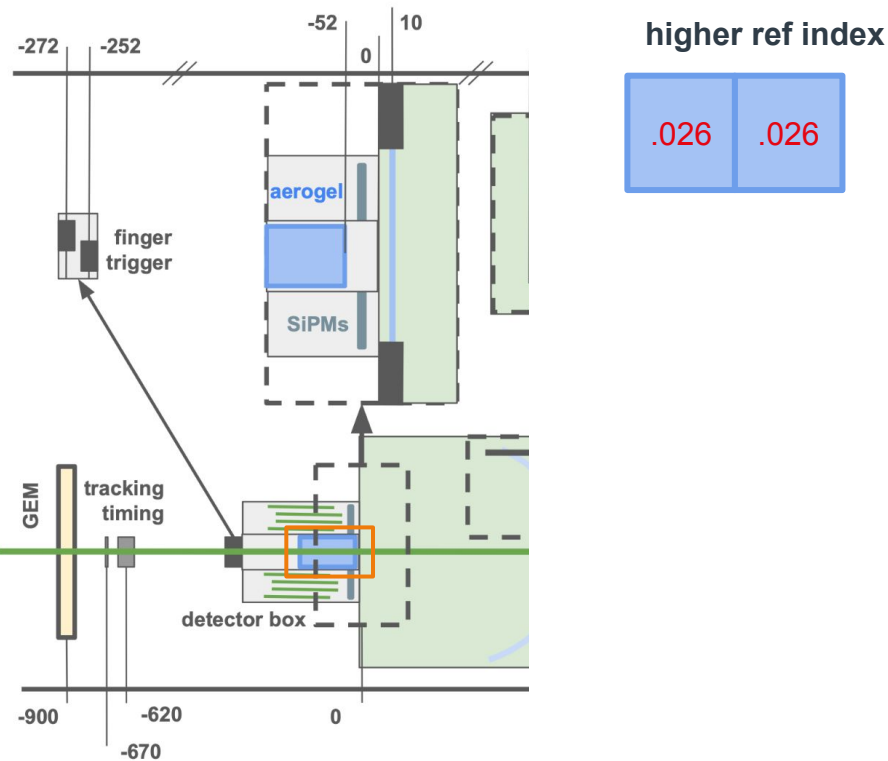 -52
10
higher ref index
-272
-252
0
.026
.026
aerogel
finger
trigger
SiPMs
GEM
tracking
timing
detector box
-900
-620
0
-670